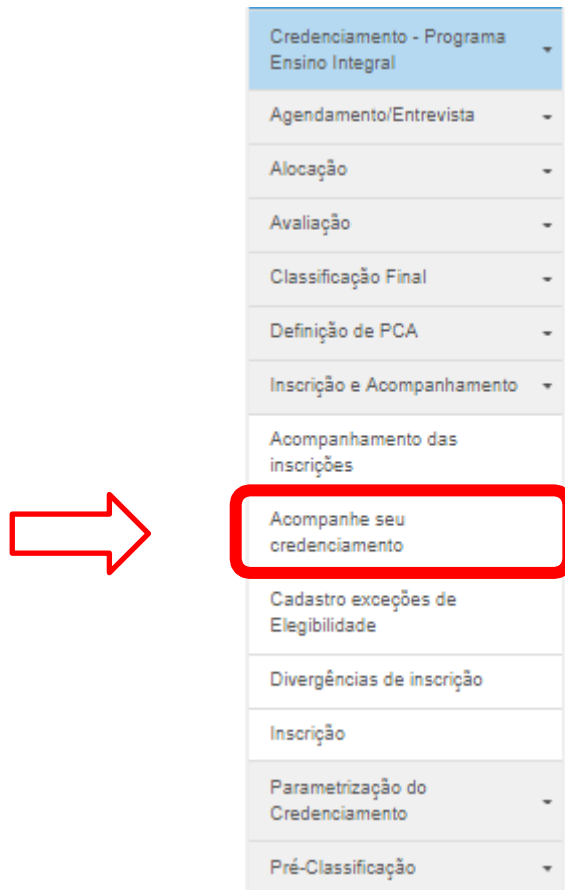 Credenciamento - Programa
Ensino Integral
Agendamento/Entrevista
Alocação
Avaliação
Classificação Final
Definição de PCA
Inscrição e Acompanhamento
Acompanhamento das
inscrições
Acompanhe seu
credenciamento
Cadastro exceções de
Elegibilidade
Divergências de inscrição
Inscrição
Parametrização do
Credenciamento
Pré-Classificação